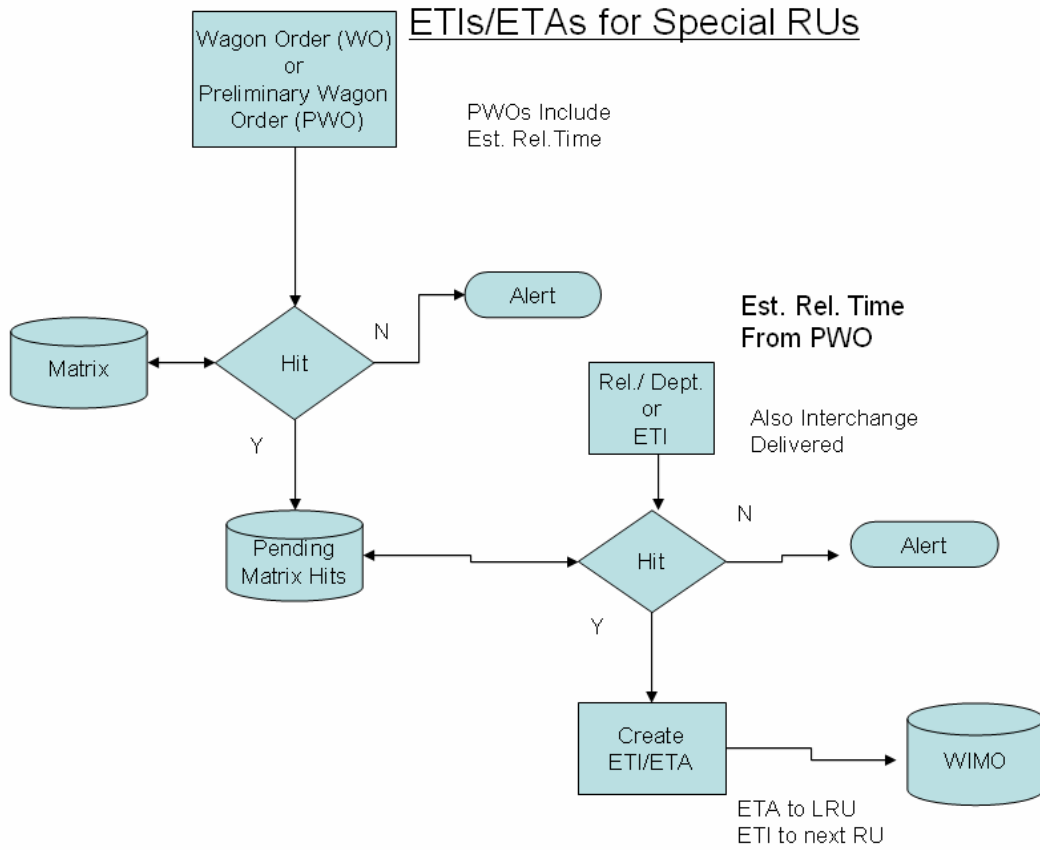 ETIs/ETAs for Special RUs
Wagon Order (WO)
or
Preliminary Wagon
Order (PWO)
PWOs Include
Est. Rel.Time
Alert
N
Matrix
Hit
Y
Est. Rel. Time
From PWO
Rel./ Dept.
or
ETI
Also Interchange
Delivered
Pending
Matrix Hits
Hit
N
Alert
Y
Create
ETI/ETA
WIMO
ETA to LRU
ETI to next RU